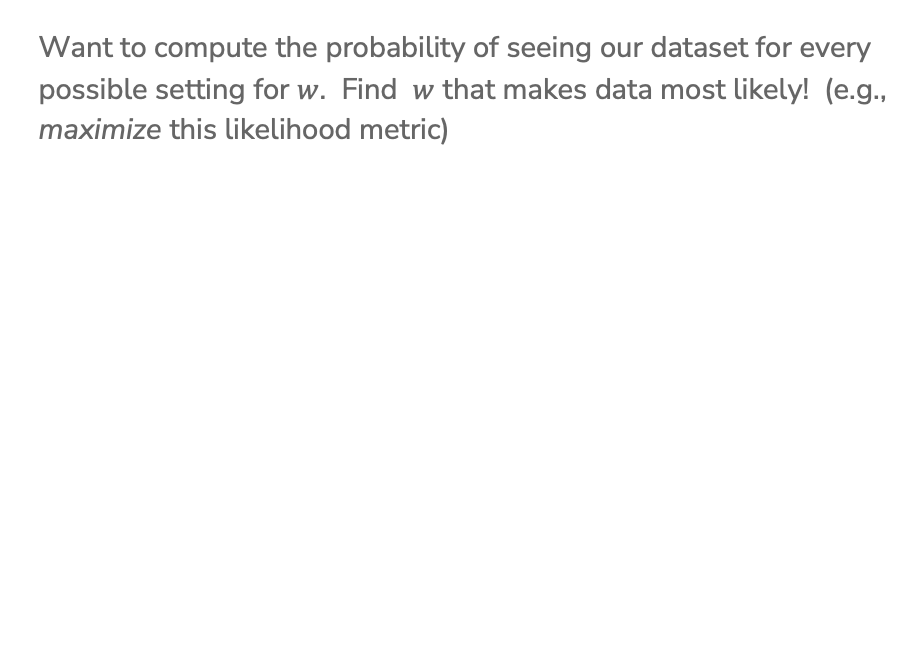 Want to compute the probability of seeing our dataset for every
possible setting for w.  Find  w that makes data most likely!  (e.g.,
maximize this likelihood metric)